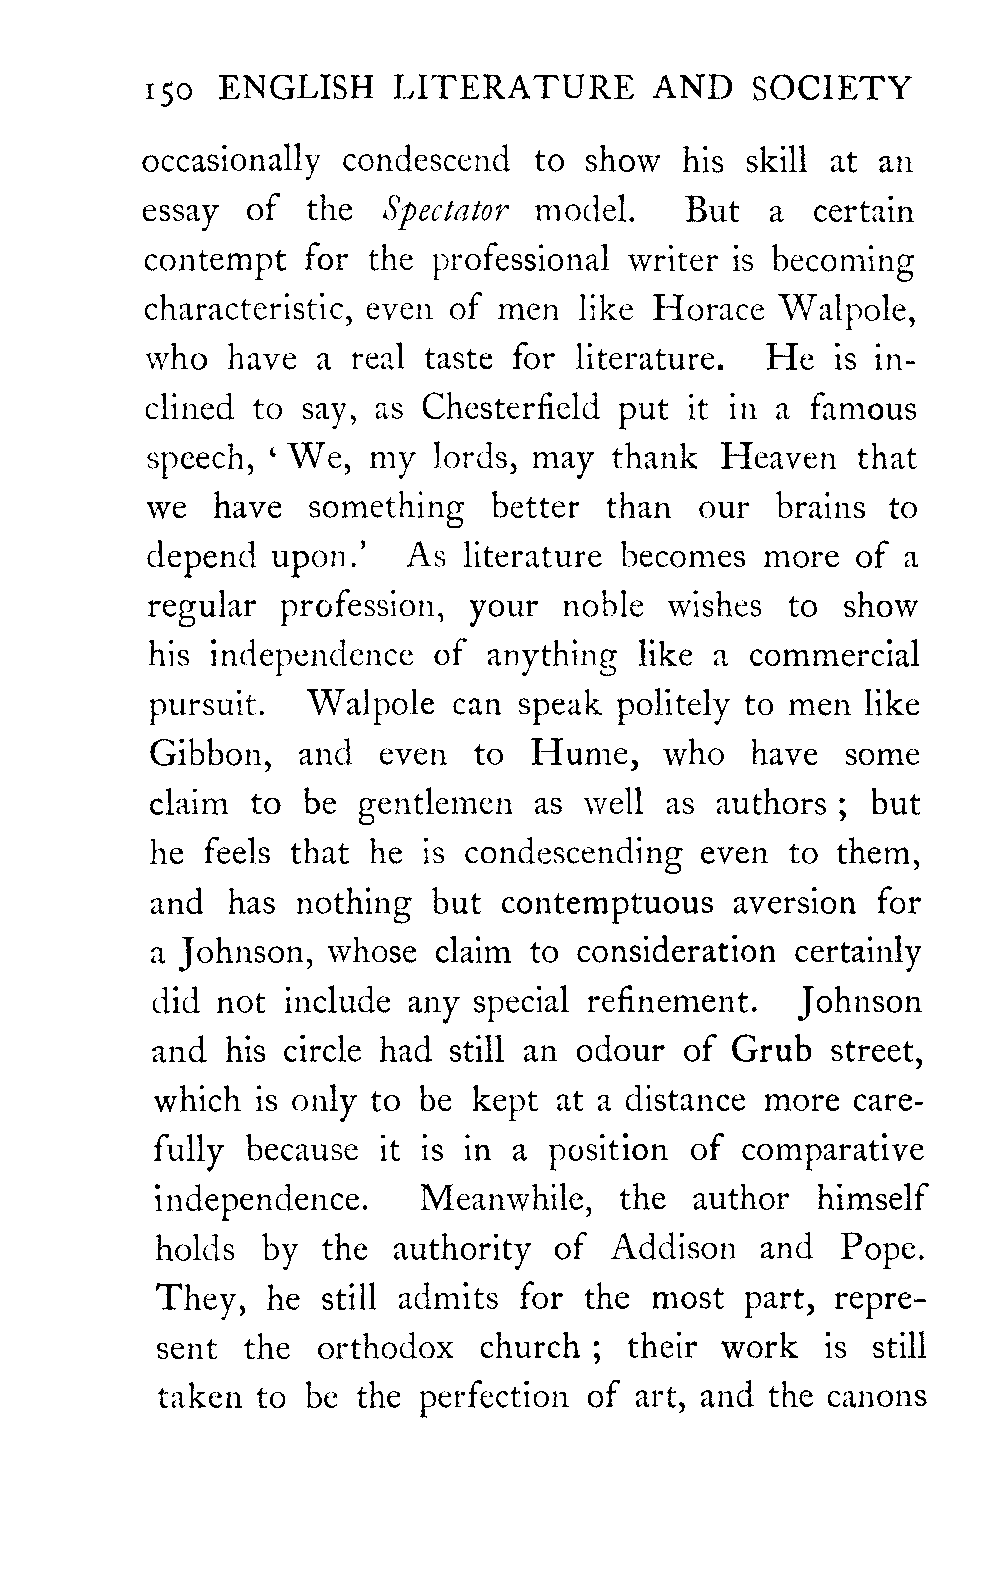 150 ENGLISH LITERATURE AND SOCIETY
occasionally condescend to show his skill at an
essay of the Spectator model. But a certain
contempt for the professional writer is becoming
characteristic, even of men like Horace Walpole,
who have a real taste for literature. He is in-
clined to say, as Chesterfield put it in a famous
speech, ‘ We, my lords, may thank Heaven that
we have something better than our brains to
depend upon.’ As literature becomes more of a
regular profession, your noble wishes to show
his independence of anything like a commercial
pursuit. Walpole can speak politely to men like
Gibbon, and even to Hume, who have some
claim to be gentlemen as well as authors ; but
he feels that he is condescending even to them,
and has nothing but contemptuous aversion for
a Johnson, whose claim to consideration certainly
did not include any special refinement. Johnson
and his circle had still an odour of Grub street,
which is only to be kept at a distance more care-
fully because it is in a position of comparative
independence. Meanwhile, the author himself
holds by the authority of Addison and Pope.
They, he still admits for the most part, repre-
sent the orthodox church ; their work is still
taken to be the perfection of art, and the canons